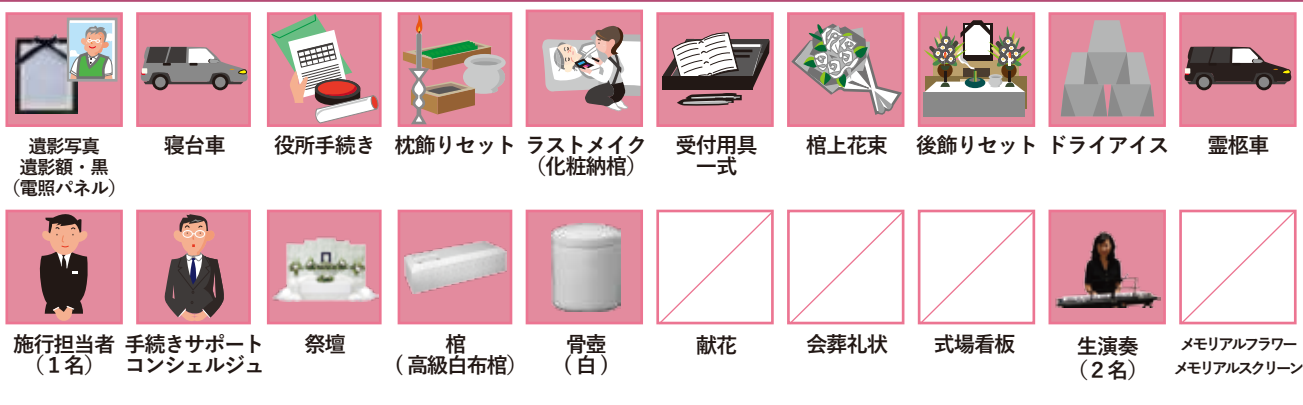 遺影写真
遺影額・黒
（電照パネル）
寝台車
役所手続き
枕飾りセット
ラストメイク
（化粧納棺）
受付用具
一式
棺上花束
後飾りセット
ドライアイス
霊柩車
施行担当者
（１名）
手続きサポート
コンシェルジュ
祭壇
棺
（高級白布棺）
骨壺
（白）
献花
会葬礼状
式場看板
生演奏
（２名）
メモリアルフラワー
メモリアルスクリーン